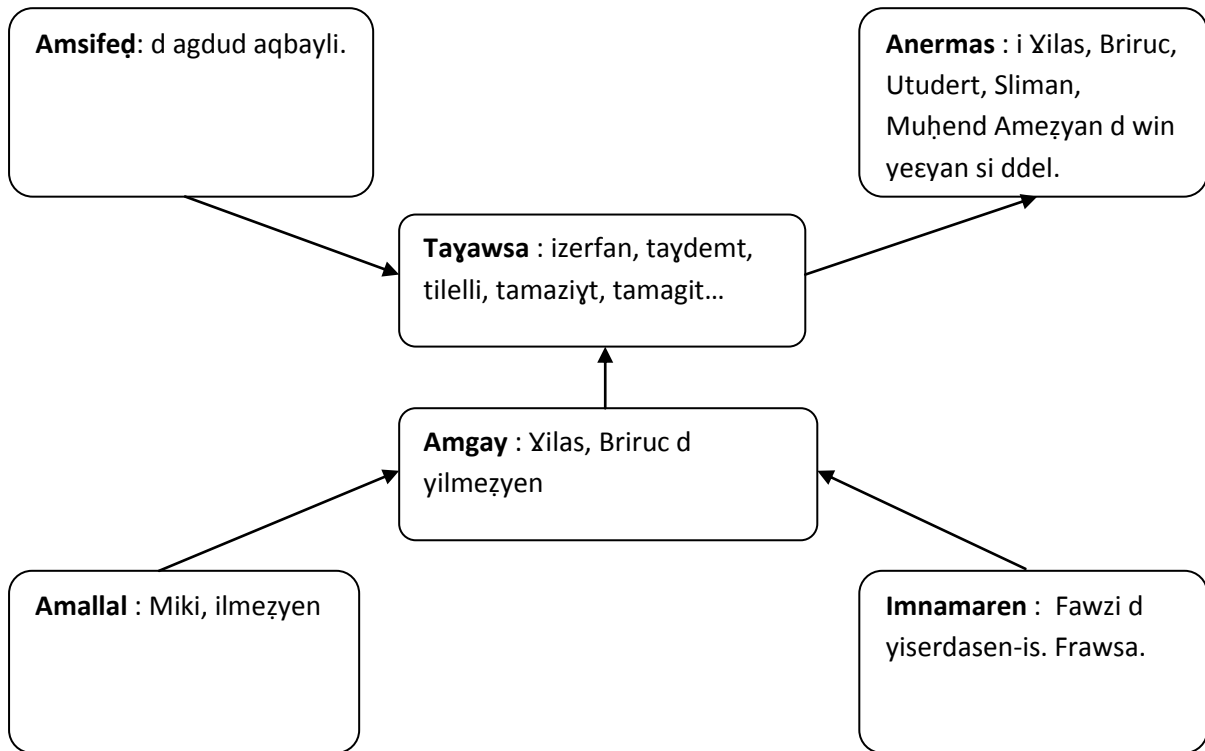 Amsifeḍ: d agdud aqbayli.
Anermas : i Ɣilas, Briruc,
Utudert, Sliman,
Muḥend Ameẓyan d win
yeɛyan si ddel.
Taɣawsa : izerfan, taɣdemt,
tilelli, tamaziɣt, tamagit…
Amgay : Ɣilas, Briruc d
yilmeẓyen
Amallal : Miki, ilmeẓyen
Imnamaren :  Fawzi d
yiserdasen-is. Frawsa.